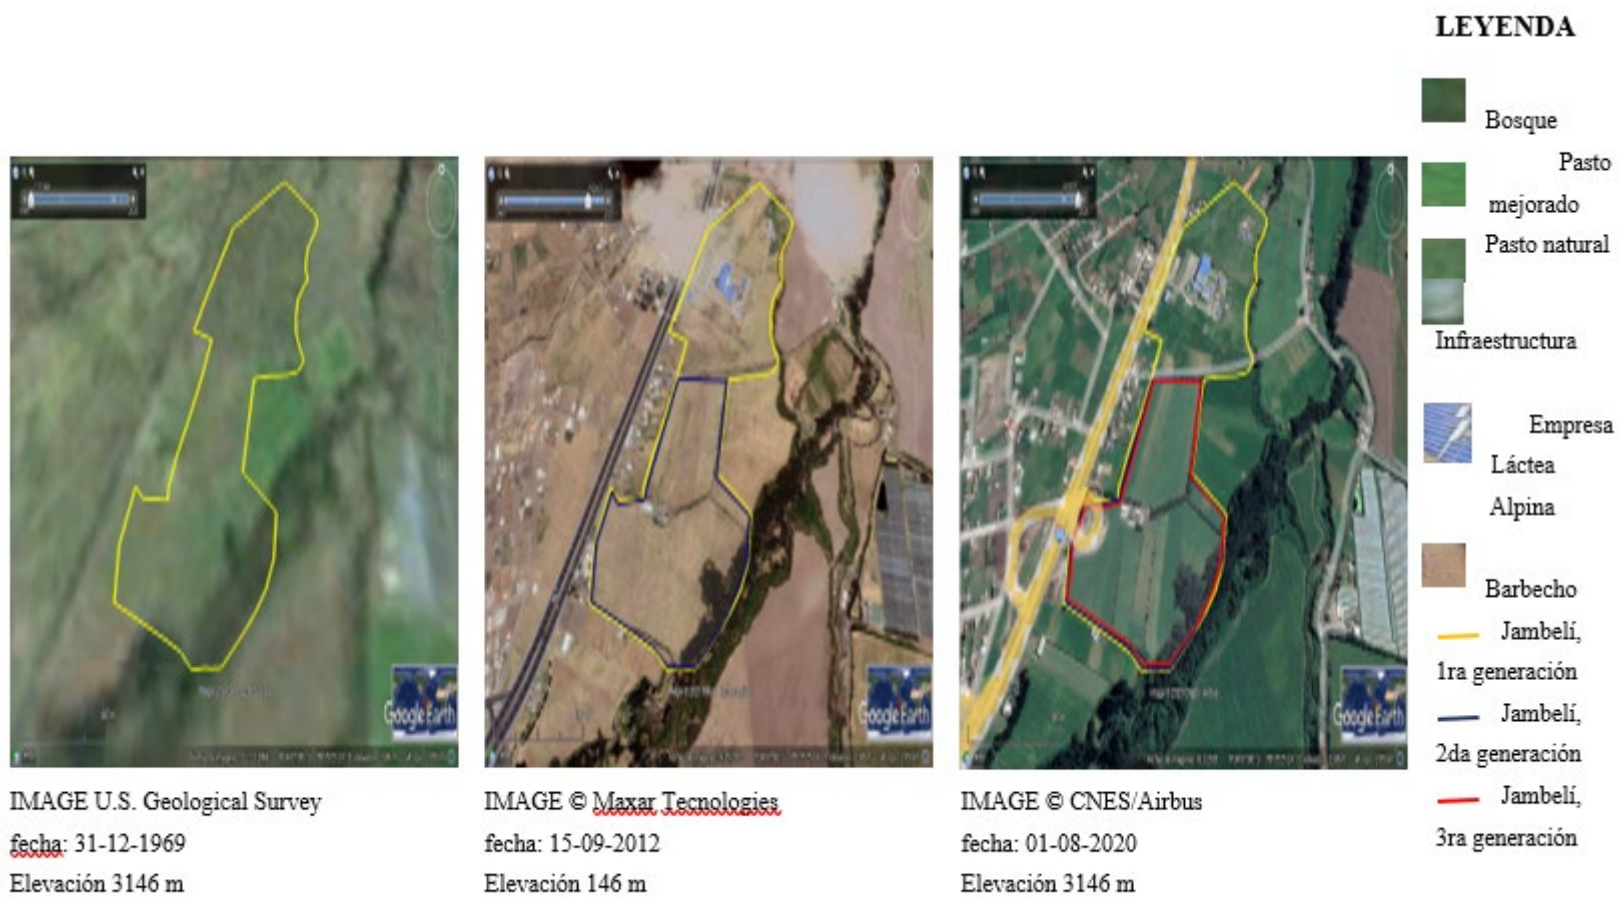 LEYENDA
Bosque
Pasto
mejorado
Pasto natural
Infraestructura
Empresa
Láctea
Alpina
Barbecho
Jambelí,
1ra generación
Jambelí,
2da generación
Jambelí,
3ra generación
Google Earth
Google Earth
Google Earth
IMAGE U.S. Geological Survey
fecha: 31-12-1969
Elevación 3146 m
IMAGE © Maxar Tecnologies
fecha: 15-09-2012
Elevación 146 m
IMAGE © CNES/Airbus
fecha: 01-08-2020
Elevación 3146 m